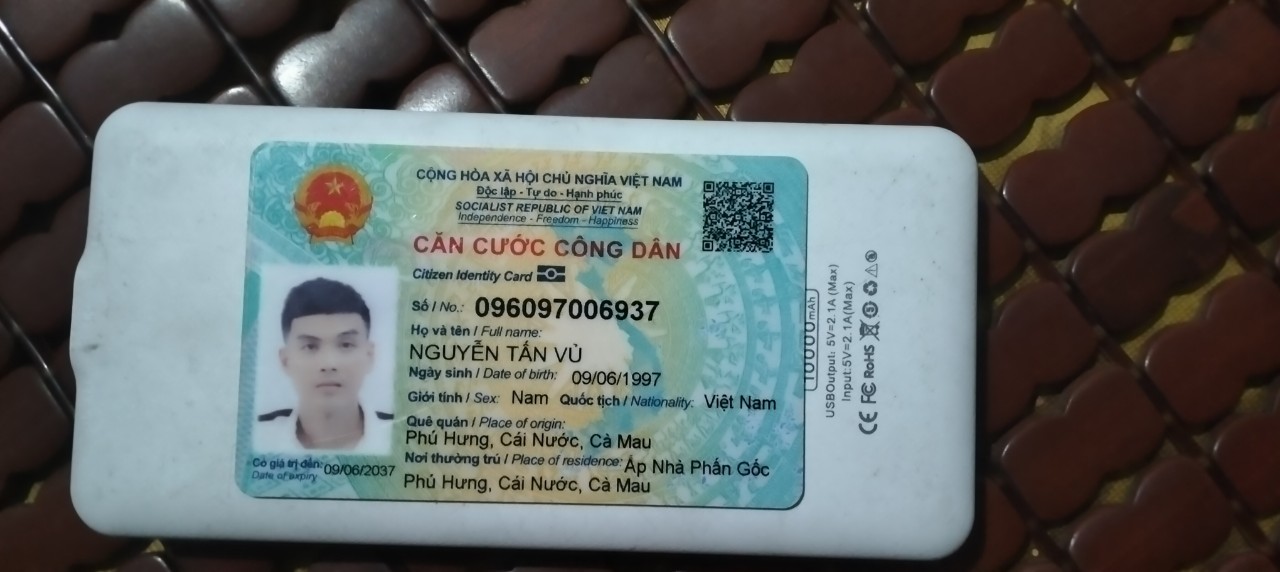 CỘNG HÒA XÃ HỘI CHỦ NGHĨA VIỆT NAM
Độc lập - Tự do - Hạnh phúc
SOCIALIST REPUBLIC OF VIET NAM
Independence - Freedom - Happiness
CĂN CƯỚC CÔNG DÂN
Citizen Identity Card
Số / No.: 096097006937
Họ và tên / Full name:
NGUYỄN TẤN VỦ
Ngày sinh / Date of birth: 09/06/1997
Giới tính / Sex: Nam Quốc tịch / Nationality: Việt Nam
Quê quán / Place of origin:
Phú Hưng, Cái Nước, Cà Mau
Nơi thường trú / Place of residence: Ấp Nhà Phấn Gốc
Phú Hưng, Cái Nước, Cà Mau
Có giá trị đến: 09/06/2037
Date of expiry
10000mAh
USBOutput: 5V=2.1A (Max)
Input:5V=2.1A(Max)
CE FC RoHS